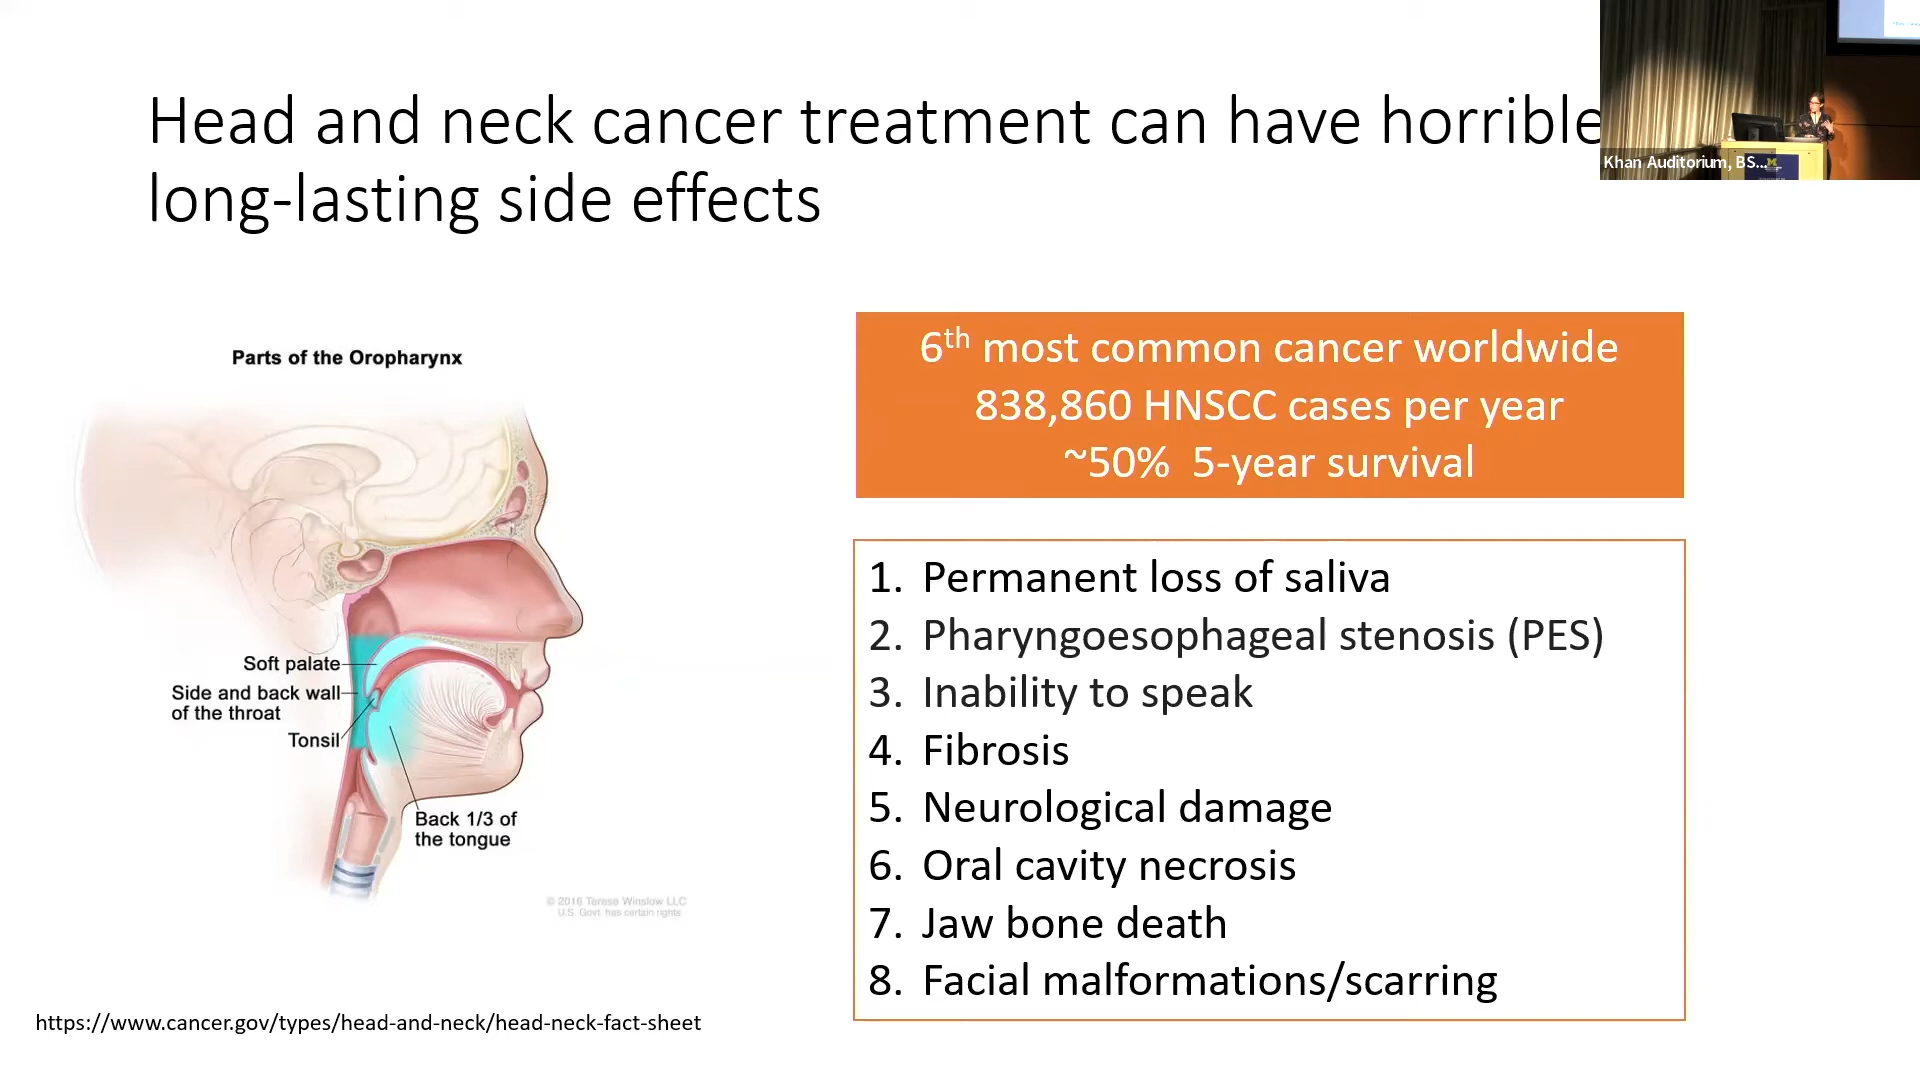 Head and neck cancer treatment can have horrible
long-lasting side effects
Khan Auditorium, BS...
Parts of the Oropharynx
Soft palate
Side and back wall
of the throat
Tonsil
Back 1/3 of
the tongue
© 2016 Terese Winslow LLC
U.S. Govt. has certain rights
6th most common cancer worldwide
838,860 HNSCC cases per year
~50% 5-year survival
1. Permanent loss of saliva
2. Pharyngoesophageal stenosis (PES)
3. Inability to speak
4. Fibrosis
5. Neurological damage
6. Oral cavity necrosis
7. Jaw bone death
8. Facial malformations/scarring
https://www.cancer.gov/types/head-and-neck/head-neck-fact-sheet